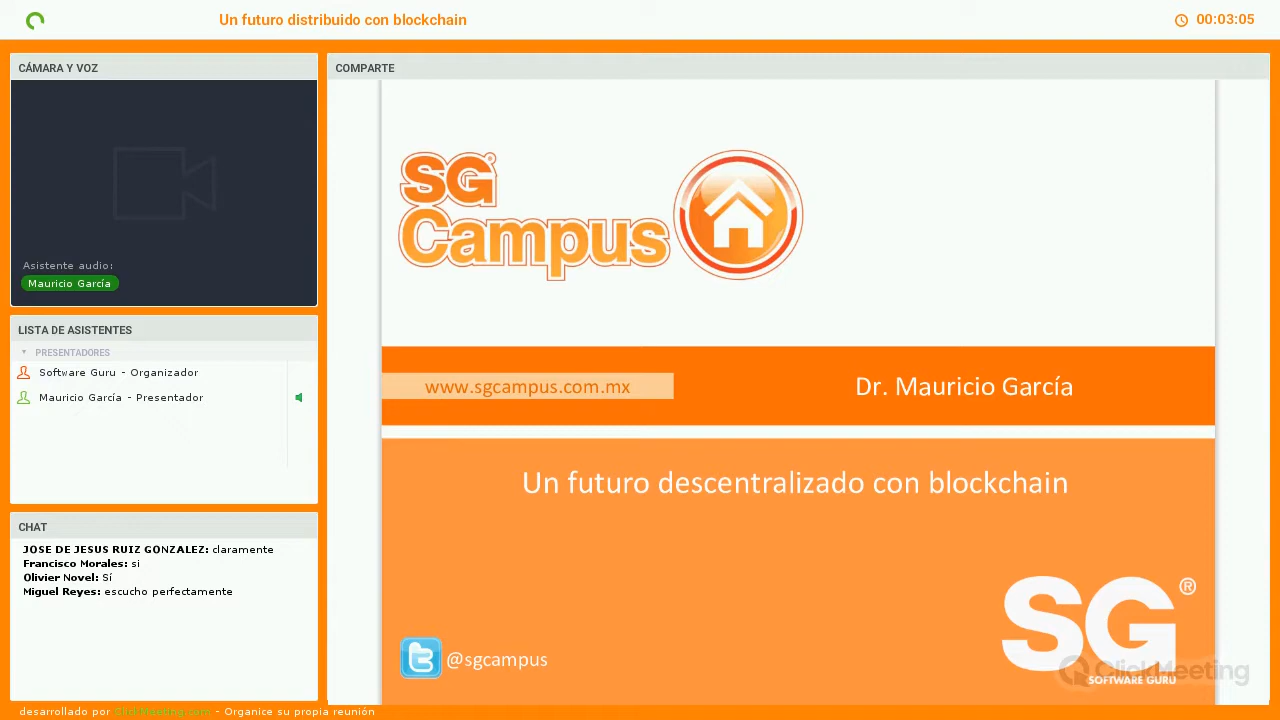 Un futuro distribuido con blockchain
00:03:05
CÁMARA Y VOZ
Asistente audio:
Mauricio García
LISTA DE ASISTENTES
PRESENTADORES
Software Guru - Organizador
Mauricio García - Presentador
CHAT
JOSE DE JESUS RUIZ GONZALEZ: claramente
Francisco Morales: si
Olivier Novel: Sí
Miguel Reyes: escucho perfectamente
desarrollado por ClickMeeting.com - Organice su propia reunión
COMPARTE
SG
Campus
www.sgcampus.com.mx
Dr. Mauricio García
Un futuro descentralizado con blockchain
@sgcampus
SG®
SOFTWARE GURU
ClickMeeting